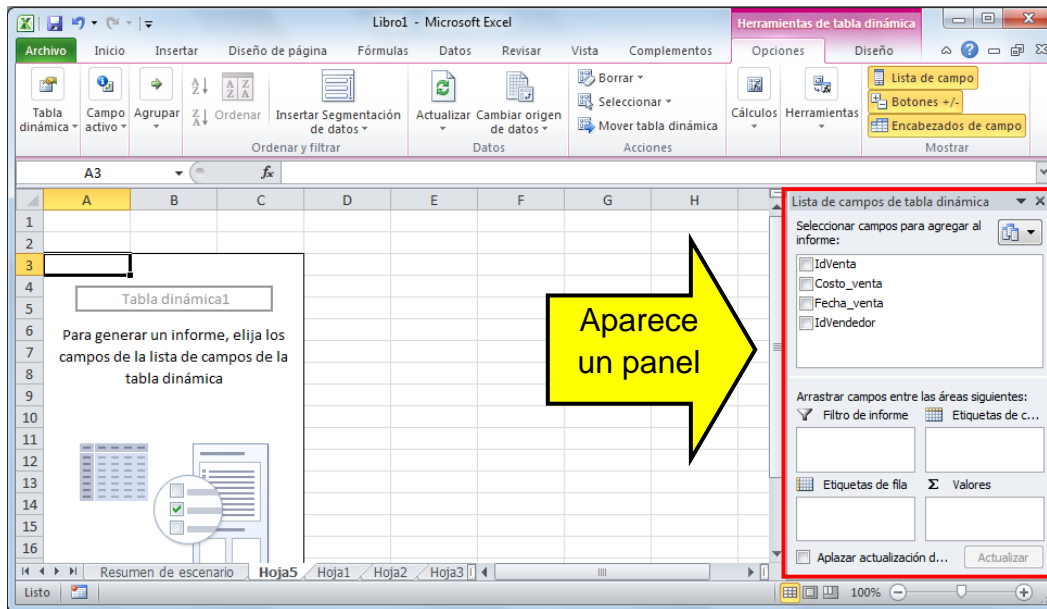 Libro1 - Microsoft Excel
Herramientas de tabla dinámica
Archivo Inicio Insertar Diseño de página Fórmulas Datos Revisar Vista Complementos Opciones Diseño
Tabla dinámica
Campo activo
Agrupar
Ordenar
Insertar Segmentación de datos
Ordenar y filtrar
Actualizar
Cambiar origen de datos
Datos
Borrar
Seleccionar
Mover tabla dinámica
Acciones
Cálculos
Herramientas
Lista de campo
Botones +/-
Encabezados de campo
Mostrar
A3 fx
A B C D E F G H
1
2
3
4
5
6
7
8
9
10
11
12
13
14
15
16
Tabla dinámica1
Para generar un informe, elija los
campos de la lista de campos de la
tabla dinámica
Aparece
un panel
Lista de campos de tabla dinámica
Seleccionar campos para agregar al
informe:
IdVenta
Costo_venta
Fecha_venta
IdVendedor
Arrastrar campos entre las áreas siguientes:
Filtro de informe Etiquetas de c...
Etiquetas de fila Σ Valores
Aplazar actualización d... Actualizar
Resumen de escenario Hoja5 Hoja1 Hoja2 Hoja3
Listo 100%